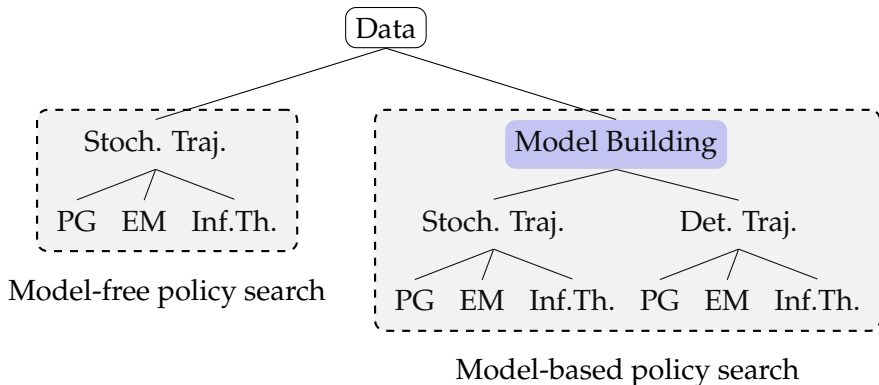 Data
Stoch. Traj.
PG EM Inf.Th.
Model-free policy search
Model Building
Stoch. Traj. Det. Traj.
PG EM Inf.Th. PG EM Inf.Th.
Model-based policy search